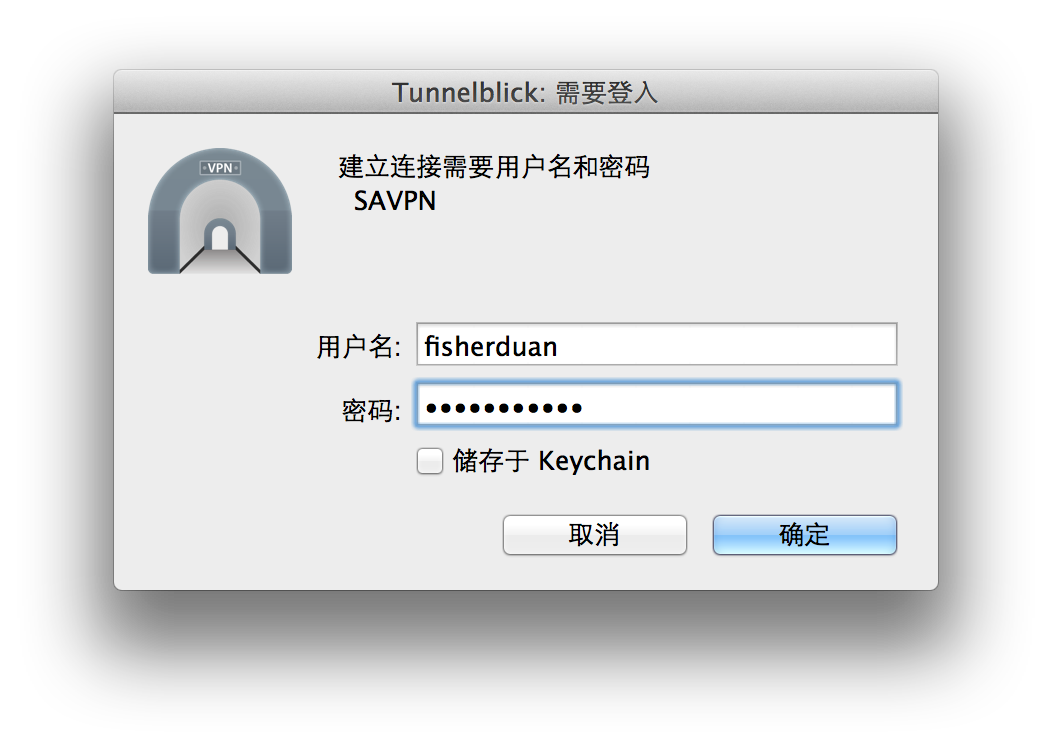 Tunnelblick: 需要登入
VPN
建立连接需要用户名和密码
SAVPN
用户名: fisherduan
密码: •••••••••••
储存于 Keychain
取消 确定